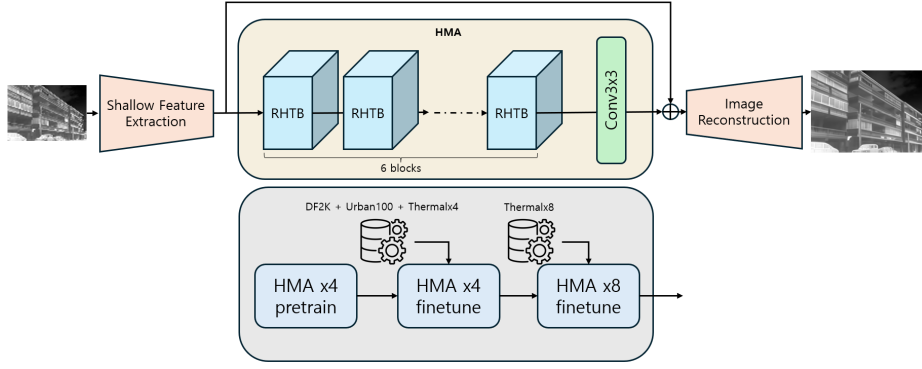 HMA
Shallow Feature
Extraction
RHTB
RHTB
RHTB
Conv3x3
Image
Reconstruction
6 blocks
DF2K + Urban100 + Thermalx4
Thermalx8
HMA x4
pretrain
HMA x4
finetune
HMA x8
finetune